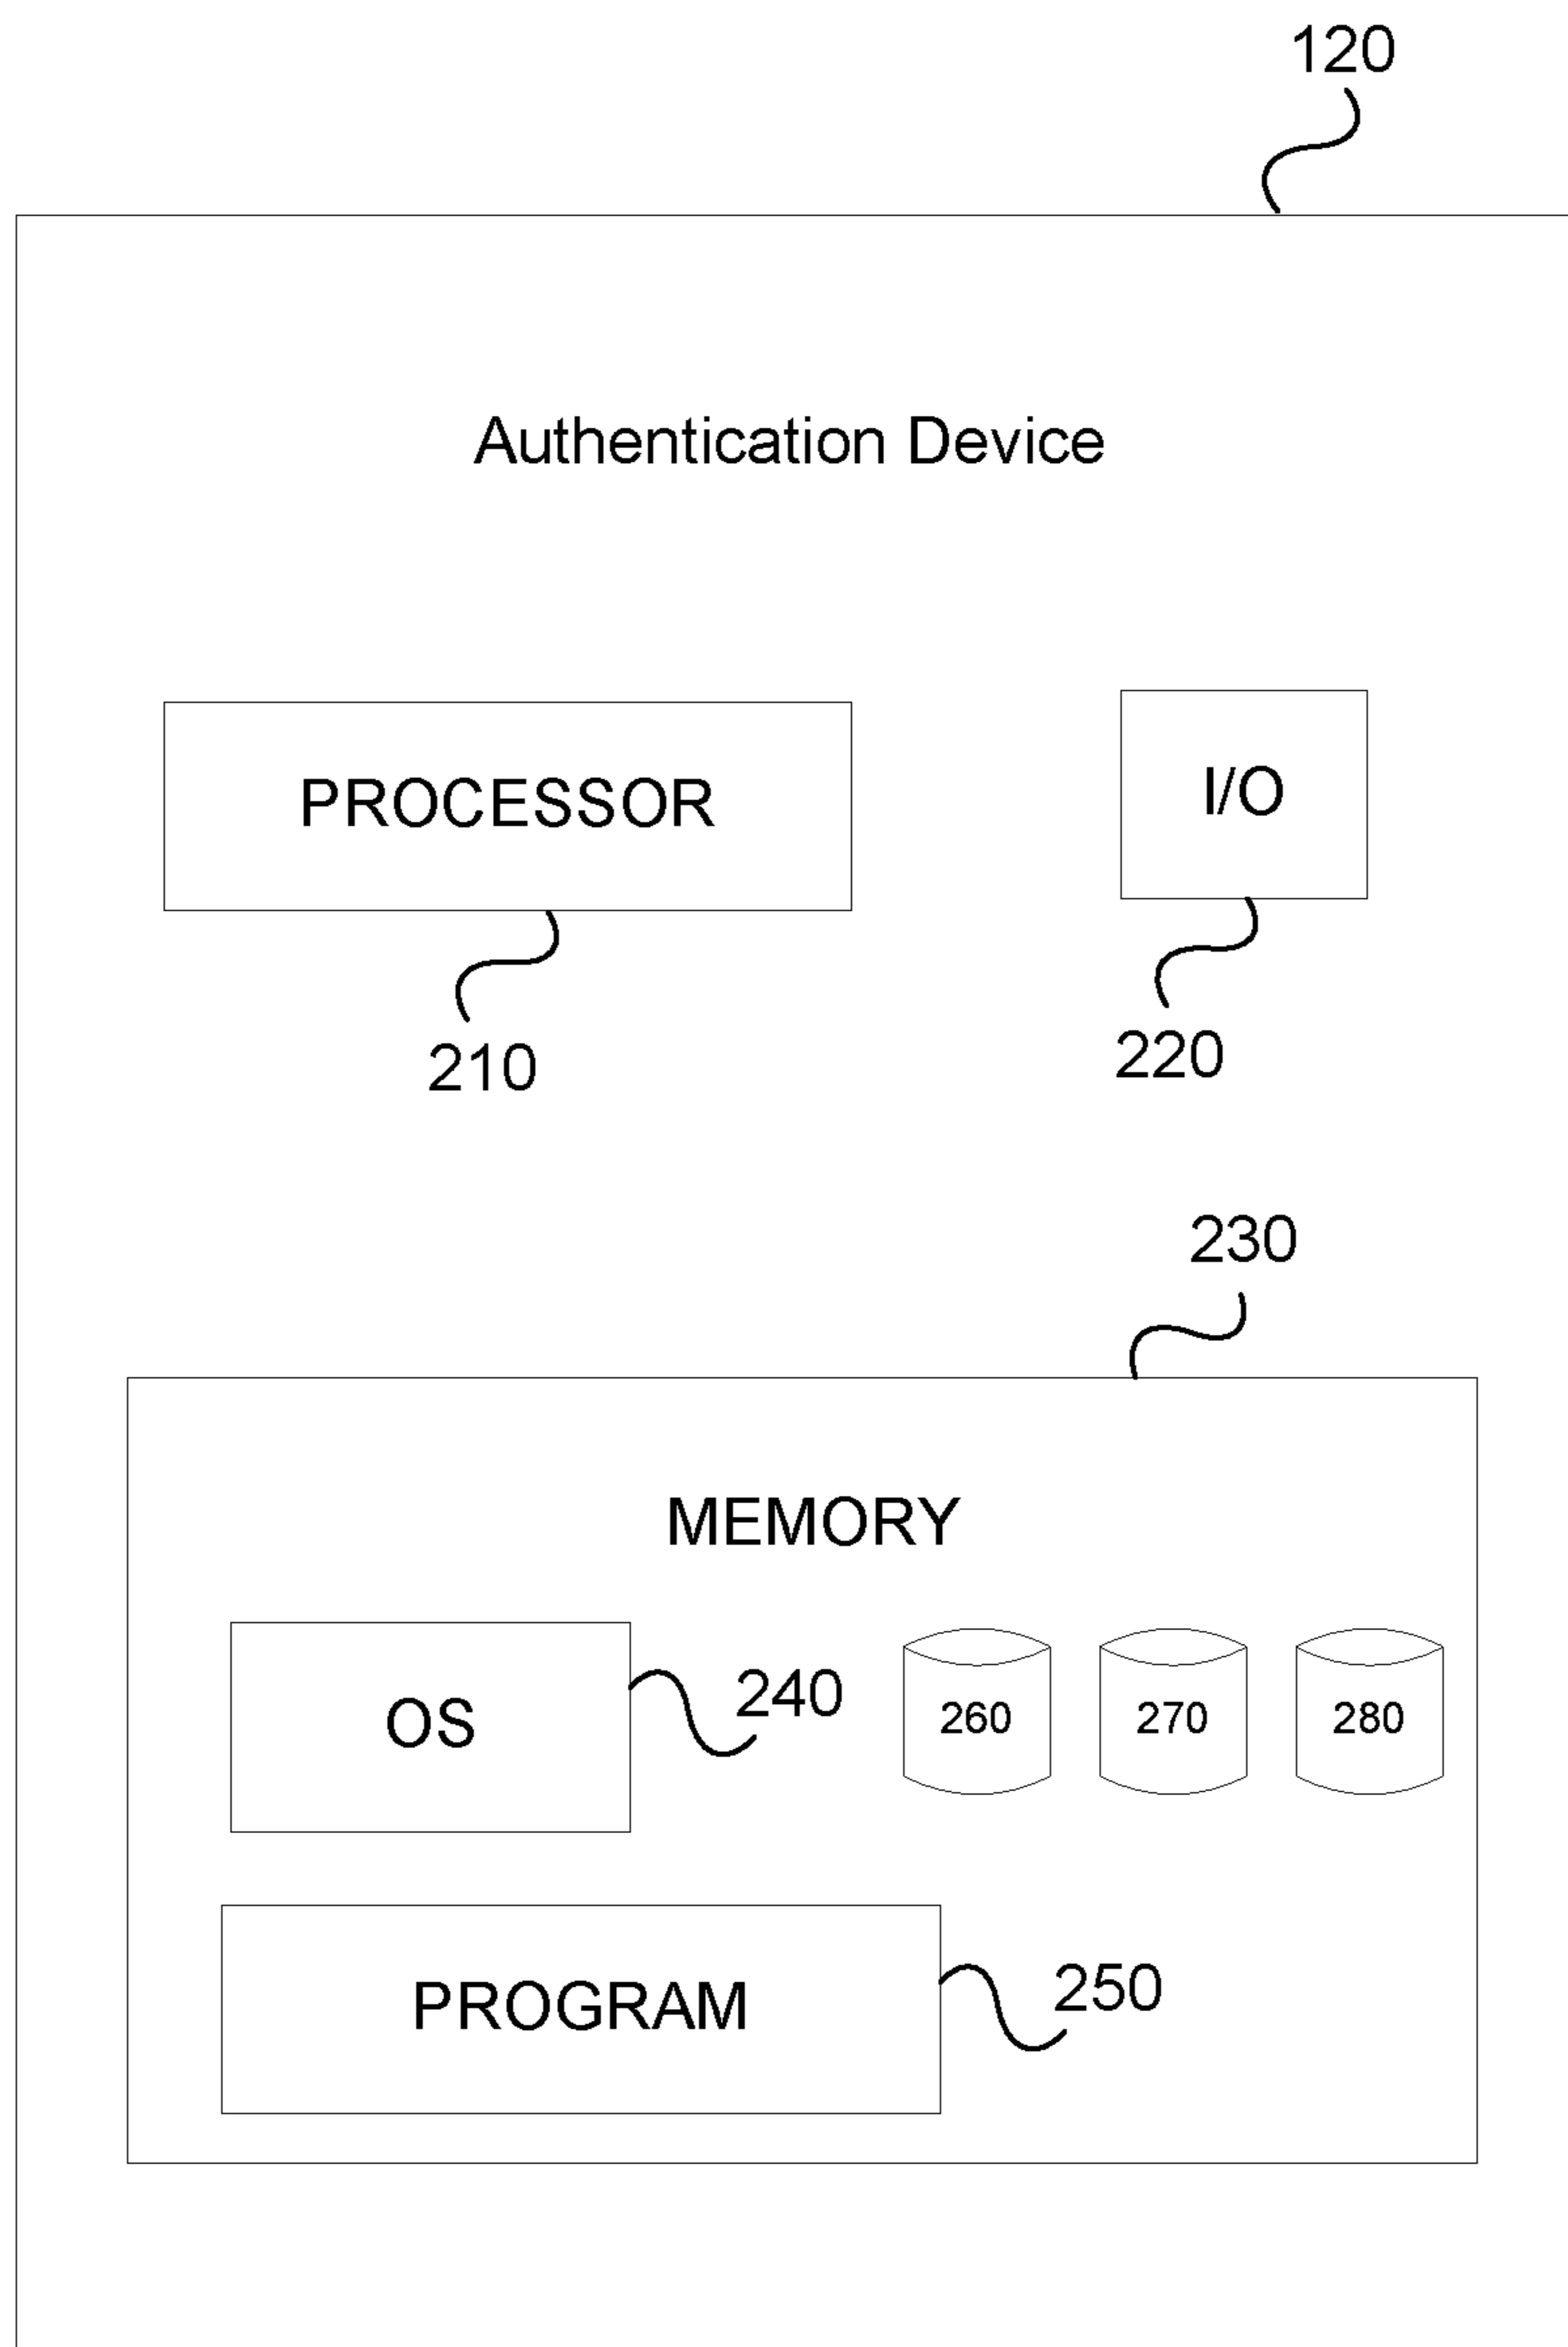 120
Authentication Device
PROCESSOR
I/O
210
220
230
MEMORY
OS
240
260
270
280
PROGRAM
250